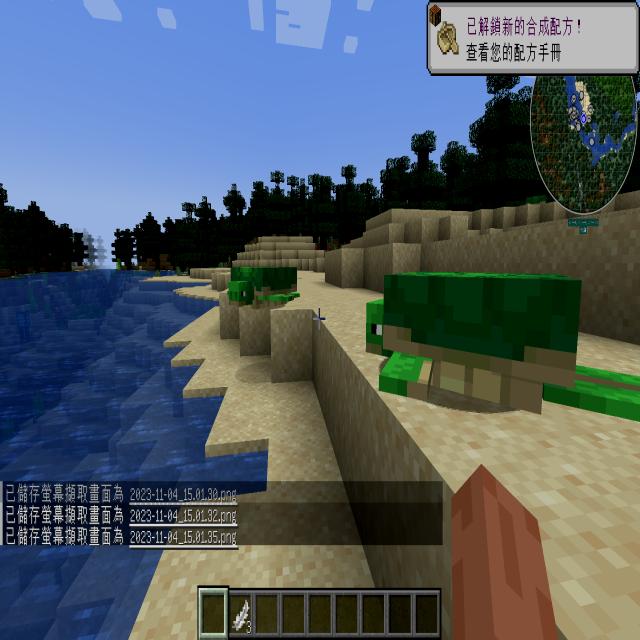 已解鎖新的合成配方！
查看您的配方手冊
已儲存螢幕擷取畫面為 2023-11-04_15.01.30.png
已儲存螢幕擷取畫面為 2023-11-04_15.01.32.png
已儲存螢幕擷取畫面為 2023-11-04_15.01.35.png